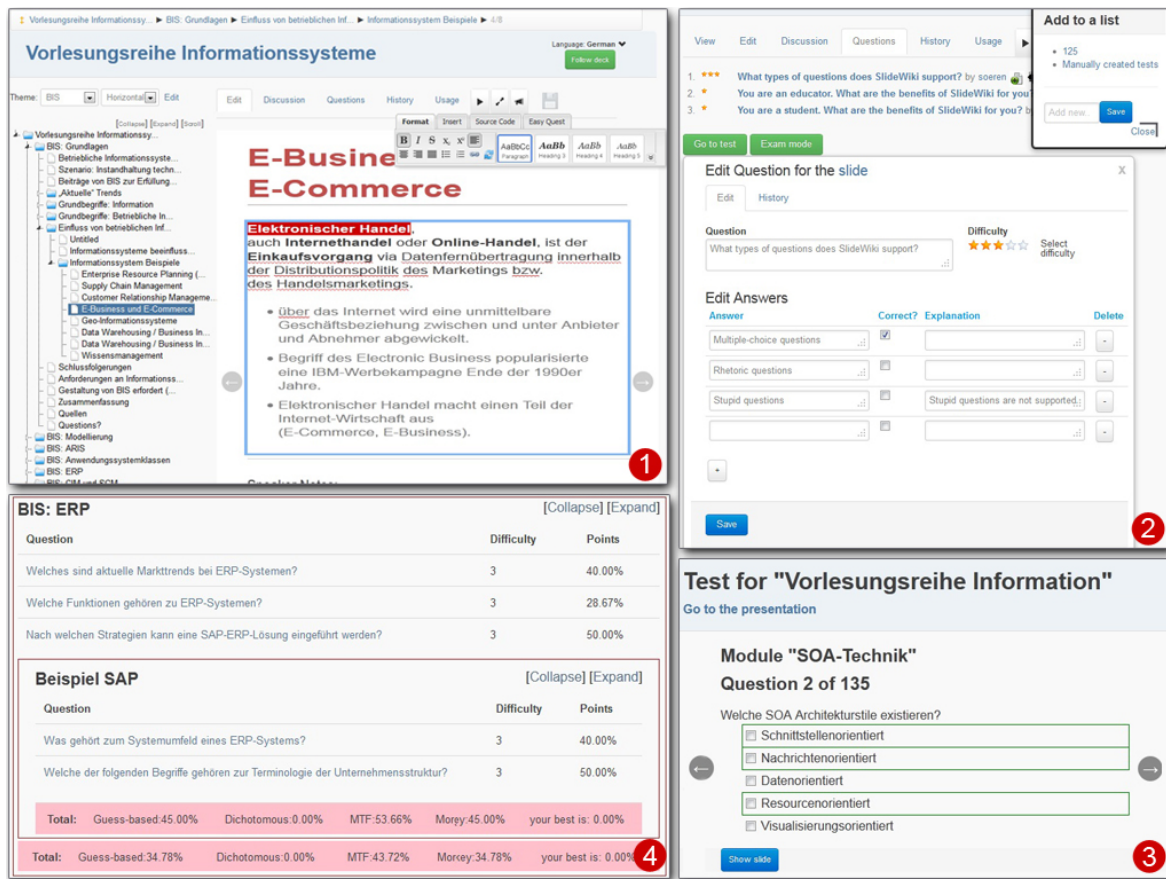 Vorlesungsreihe Informationssy... ► BIS: Grundlagen ► Einfluss von betrieblichen Inf... ► Informationssystem Beispiele ► 4/8
Vorlesungsreihe Informationssysteme
Language: German
Follow deck
Theme: BIS Horizontal Edit
Edit Discussion Questions History Usage
[Collapse] [Expand] [Scroll]
Vorlesungsreihe Informationssy...
BIS: Grundlagen
Betriebliche Informationssyste...
Szenario: Instandhaltung techn...
Beiträge von BIS zur Erfüllung...
„Aktuelle“ Trends
Grundbegriffe: Information
Grundbegriffe: Betriebliche In...
Einfluss von betrieblichen Inf...
Untitled
Informationssysteme beeinfluss...
Informationssystem Beispiele
Enterprise Resource Planning (...
Supply Chain Management
Customer Relationship Manageme...
E-Business und E-Commerce
Geo-Informationssysteme
Data Warehousing / Business In...
Data Warehousing / Business In...
Wissensmanagement
Schlussfolgerungen
Anforderungen an Informationss...
Gestaltung von BIS erfordert (...
Zusammenfassung
Quellen
Questions?
BIS: Modellierung
BIS: ARIS
BIS: Anwendungssystemklassen
BIS: ERP
BIS: CIM und SCM
Format Insert Source Code Easy Quest
B I S x, x²
AaBbCc AaBb AaBb AaBb
Paragraph Heading 3 Heading 4 Heading 5
E-Busine
E-Commerce
Elektronischer Handel,
auch Internethandel oder Online-Handel, ist der
Einkaufsvorgang via Datenfernübertragung innerhalb
der Distributionspolitik des Marketings bzw.
des Handelsmarketings.
• über das Internet wird eine unmittelbare
Geschäftsbeziehung zwischen und unter Anbieter
und Abnehmer abgewickelt.
• Begriff des Electronic Business popularisierte
eine IBM-Werbekampagne Ende der 1990er
Jahre.
• Elektronischer Handel macht einen Teil der
Internet-Wirtschaft aus
(E-Commerce, E-Business).
Speaker Notes:
1
View Edit Discussion Questions History Usage
1. *** What types of questions does SlideWiki support? by soeren
2. * You are an educator. What are the benefits of SlideWiki for you?
3. * You are a student. What are the benefits of SlideWiki for you? by
Add to a list
• 125
• Manually created tests
Add new.. Save
Close
Go to test Exam mode
Edit Question for the slide x
Edit History
Question Difficulty
What types of questions does SlideWiki support?
Select
difficulty
Edit Answers
Answer Correct? Explanation Delete
Multiple-choice questions -
Rhetoric questions -
Stupid questions Stupid questions are not supported. -
-
+
Save
2
BIS: ERP [Collapse] [Expand]
Question Difficulty Points
Welches sind aktuelle Markttrends bei ERP-Systemen? 3 40.00%
Welche Funktionen gehören zu ERP-Systemen? 3 28.67%
Nach welchen Strategien kann eine SAP-ERP-Lösung eingeführt werden? 3 50.00%
Beispiel SAP [Collapse] [Expand]
Question Difficulty Points
Was gehört zum Systemumfeld eines ERP-Systems? 3 40.00%
Welche der folgenden Begriffe gehören zur Terminologie der Unternehmensstruktur? 3 50.00%
Total: Guess-based:45.00% Dichotomous:0.00% MTF:53.66% Morey:45.00% your best is: 0.00%
Total: Guess-based:34.78% Dichotomous:0.00% MTF:43.72% Morcey:34.78% your best is: 0.00%
4
Test for "Vorlesungsreihe Information"
Go to the presentation
Module "SOA-Technik"
Question 2 of 135
Welche SOA Architekturstile existieren?
Schnittstellenorientiert
Nachrichtenorientiert
Datenorientiert
Resourcenorientiert
Visualisierungsorientiert
Show slide
3